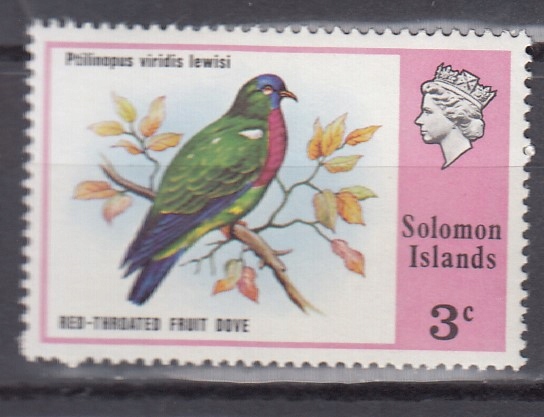 Ptilinopus viridis lewisi
Solomon
Islands
3c
RED-THROATED FRUIT DOVE